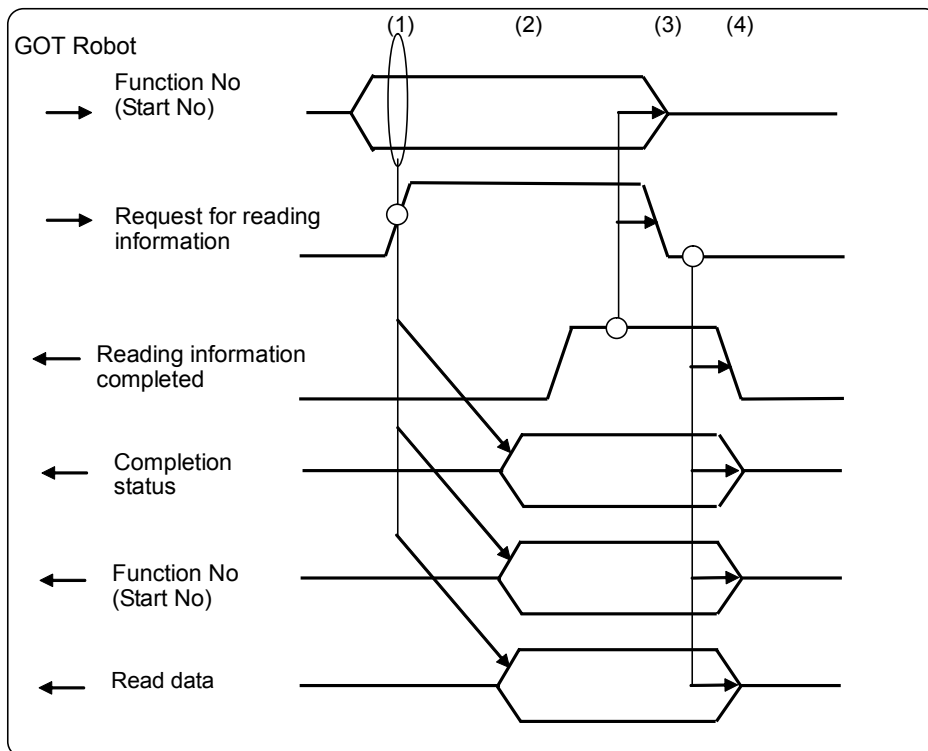 (1) (2) (3) (4)
GOT Robot
Function No
(Start No)
Request for reading
information
Reading information
completed
Completion
status
Function No
(Start No)
Read data